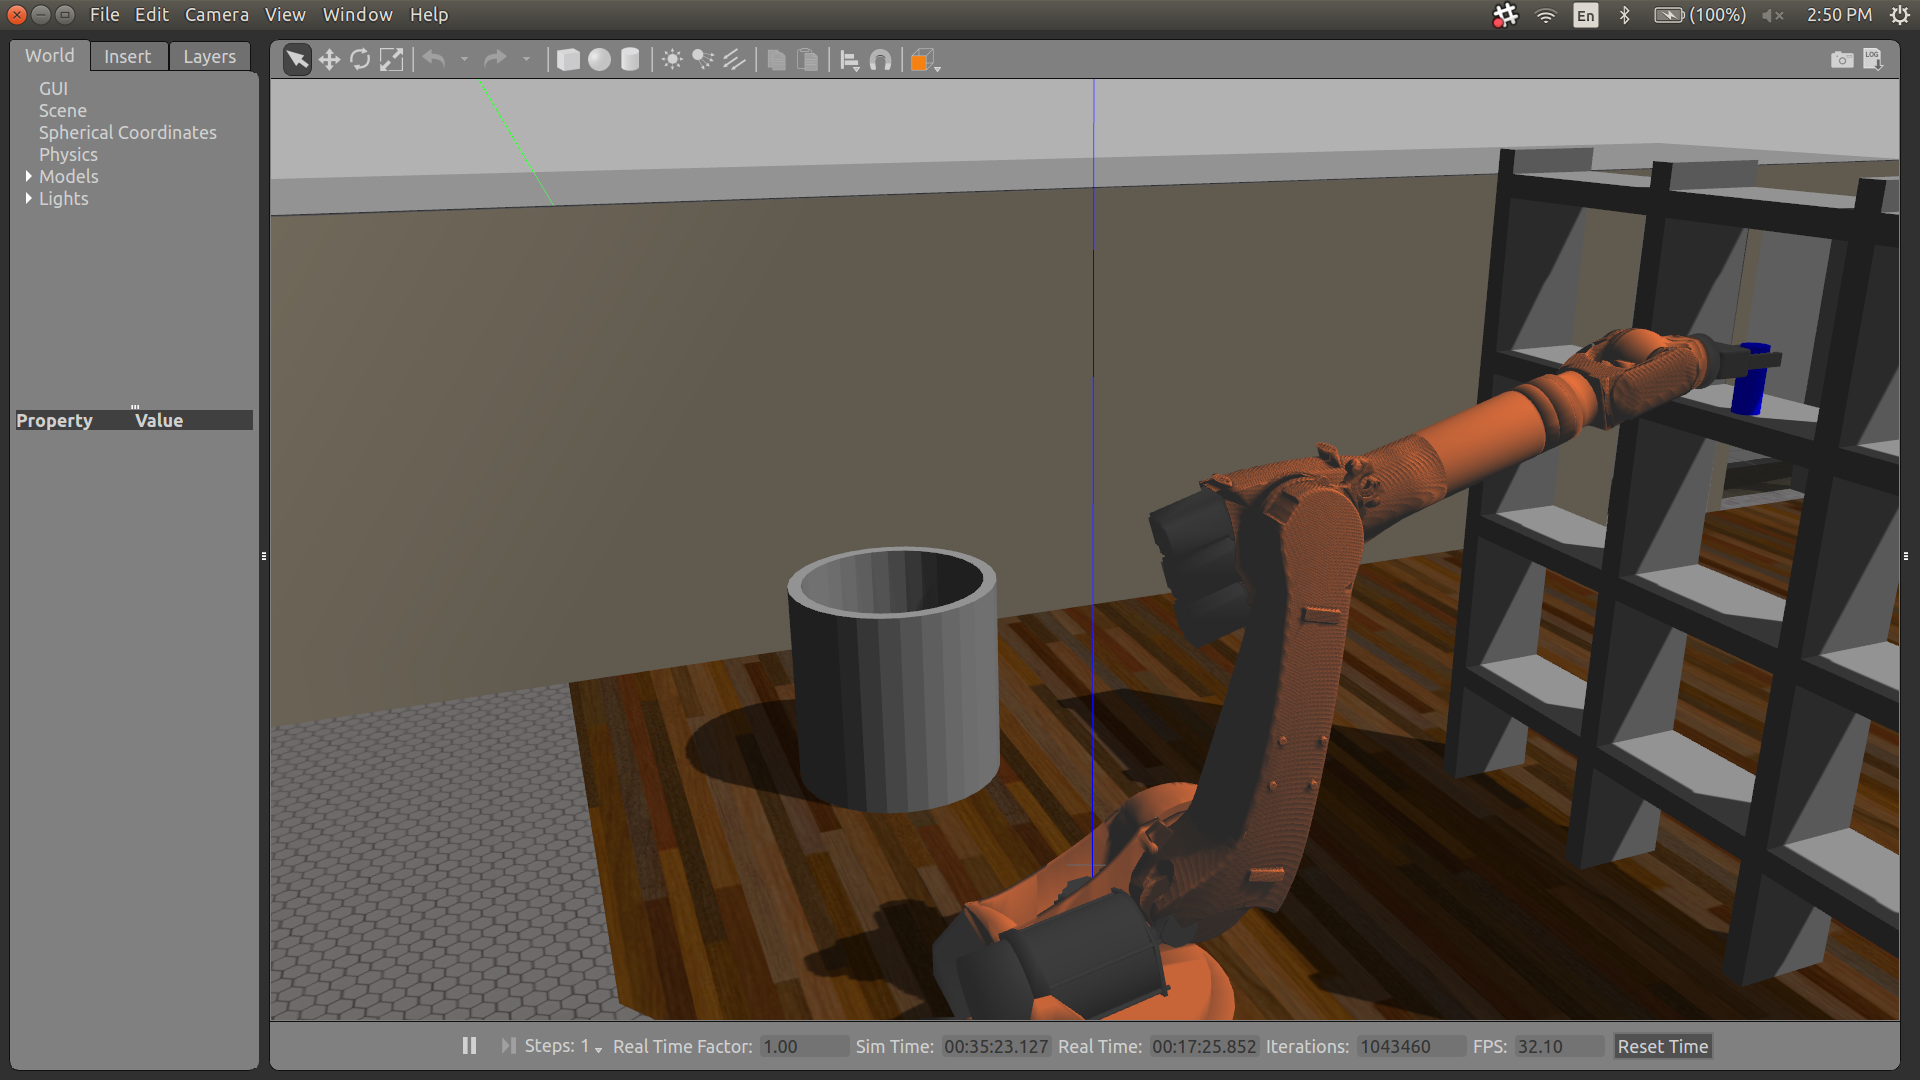 File Edit Camera View Window Help
En (100%) 2:50 PM
World Insert Layers
LOG
GUI
Scene
Spherical Coordinates
Physics
Models
Lights
Property Value
Steps: 1 Real Time Factor: 1.00 Sim Time: 00:35:23.127 Real Time: 00:17:25.852 Iterations: 1043460 FPS: 32.10 Reset Time